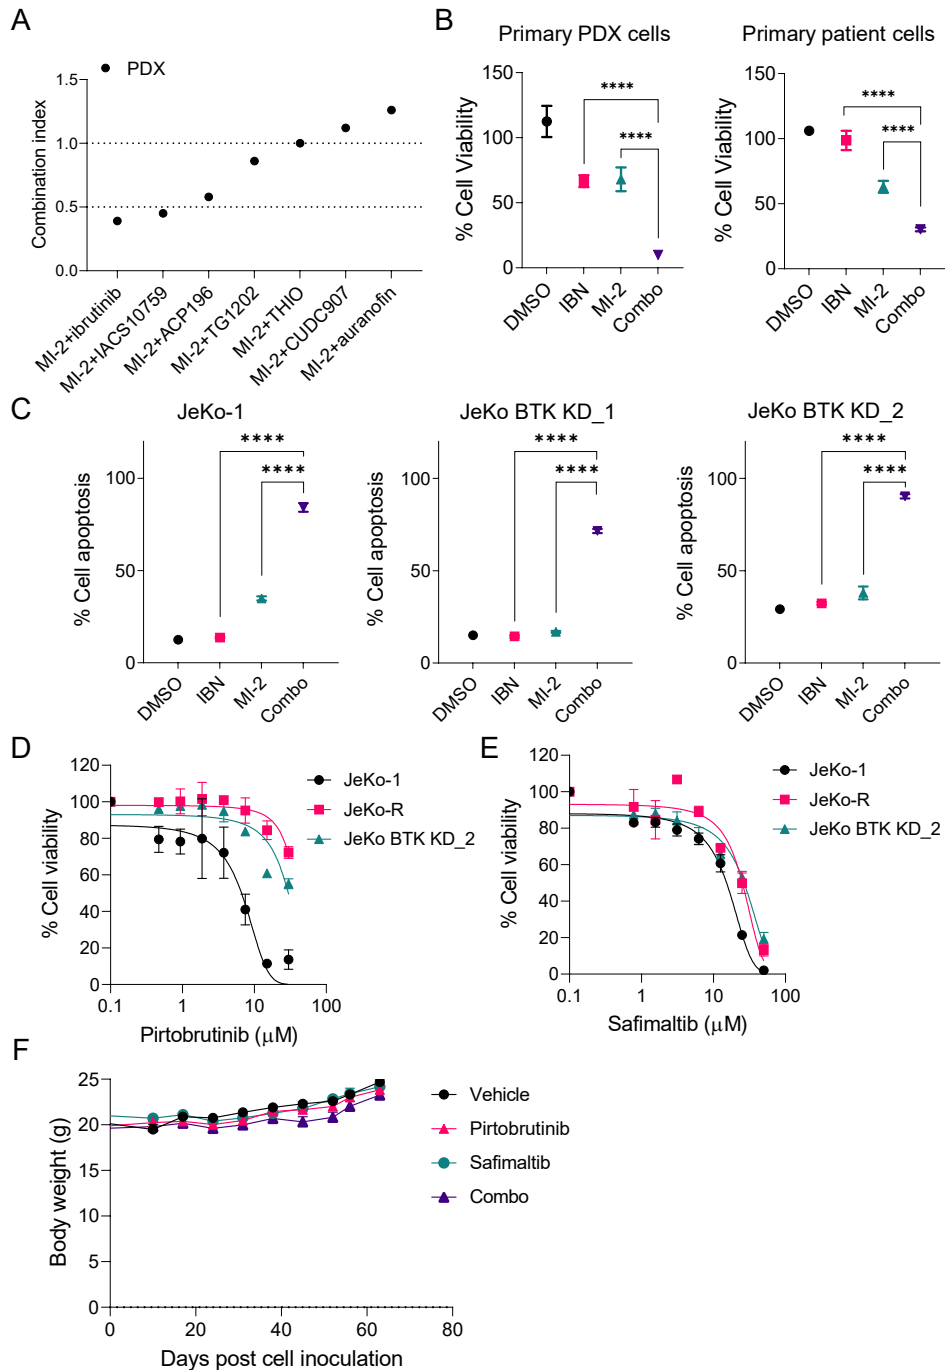 A
PDX
Combination index
1.5
1.0
0.5
0.0
MI-2+ibrutinib
MI-2+IACS10759
MI-2+ACP196
MI-2+TG1202
MI-2+THIO
MI-2+CUDC907
MI-2+auranofin
B
Primary PDX cells
% Cell Viability
150
100
50
0
****
****
DMSO
IBN
MI-2
Combo
Primary patient cells
% Cell Viability
150
100
50
0
****
****
DMSO
IBN
MI-2
Combo
C
JeKo-1
% Cell apoptosis
100
50
0
****
****
DMSO
IBN
MI-2
Combo
JeKo BTK KD_1
% Cell apoptosis
100
50
0
****
****
DMSO
IBN
MI-2
Combo
JeKo BTK KD_2
% Cell apoptosis
100
50
0
****
****
DMSO
IBN
MI-2
Combo
D
% Cell viability
120
100
80
60
40
20
0
0.1 1 10 100
Pirtobrutinib (μM)
JeKo-1
JeKo-R
JeKo BTK KD_2
E
% Cell viability
120
100
80
60
40
20
0
0.1 1 10 100
Safimaltib (μM)
JeKo-1
JeKo-R
JeKo BTK KD_2
F
Body weight (g)
25
20
15
10
5
0
0 20 40 60 80
Days post cell inoculation
Vehicle
Pirtobrutinib
Safimaltib
Combo